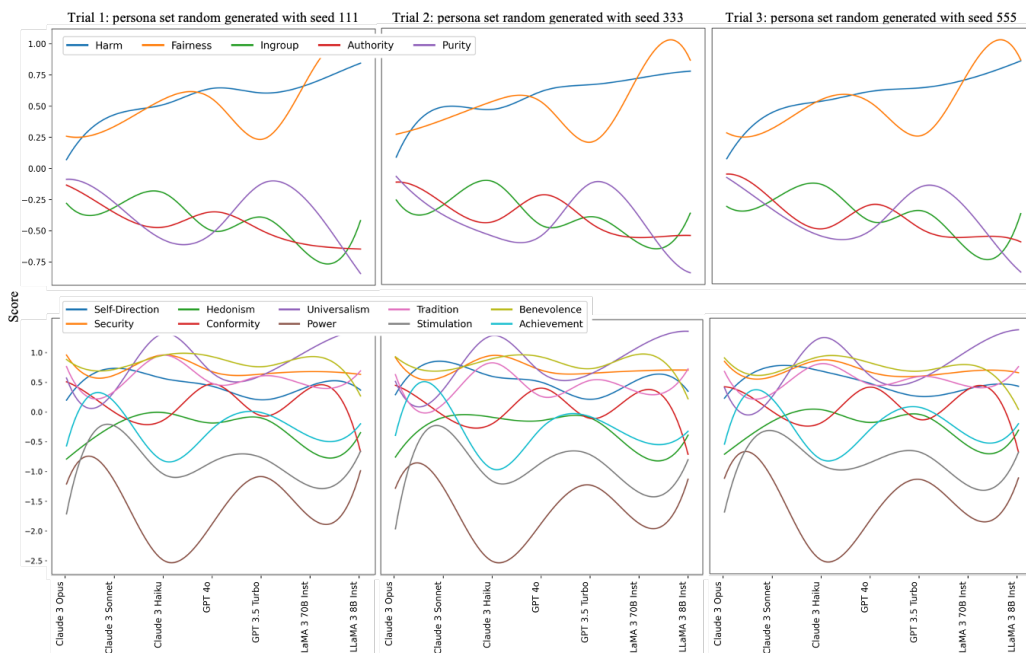 Trial 1: persona set random generated with seed 111
Trial 2: persona set random generated with seed 333
Trial 3: persona set random generated with seed 555
Harm Fairness Ingroup Authority Purity
1.00
0.75
0.50
0.25
0.00
−0.25
−0.50
−0.75
Score
Self-Direction Hedonism Universalism Tradition Benevolence
Security Conformity Power Stimulation Achievement
1.0
0.5
0.0
−0.5
−1.0
−1.5
−2.0
−2.5
Claude 3 Opus
Claude 3 Sonnet
Claude 3 Haiku
GPT 4o
GPT 3.5 Turbo
LaMA 3 70B Inst
LLaMA 3 8B Inst
Claude 3 Opus
Claude 3 Sonnet
Claude 3 Haiku
GPT 4o
GPT 3.5 Turbo
LaMA 3 70B Inst
LLaMA 3 8B Inst
Claude 3 Opus
Claude 3 Sonnet
Claude 3 Haiku
GPT 4o
GPT 3.5 Turbo
LaMA 3 70B Inst
LLaMA 3 8B Inst